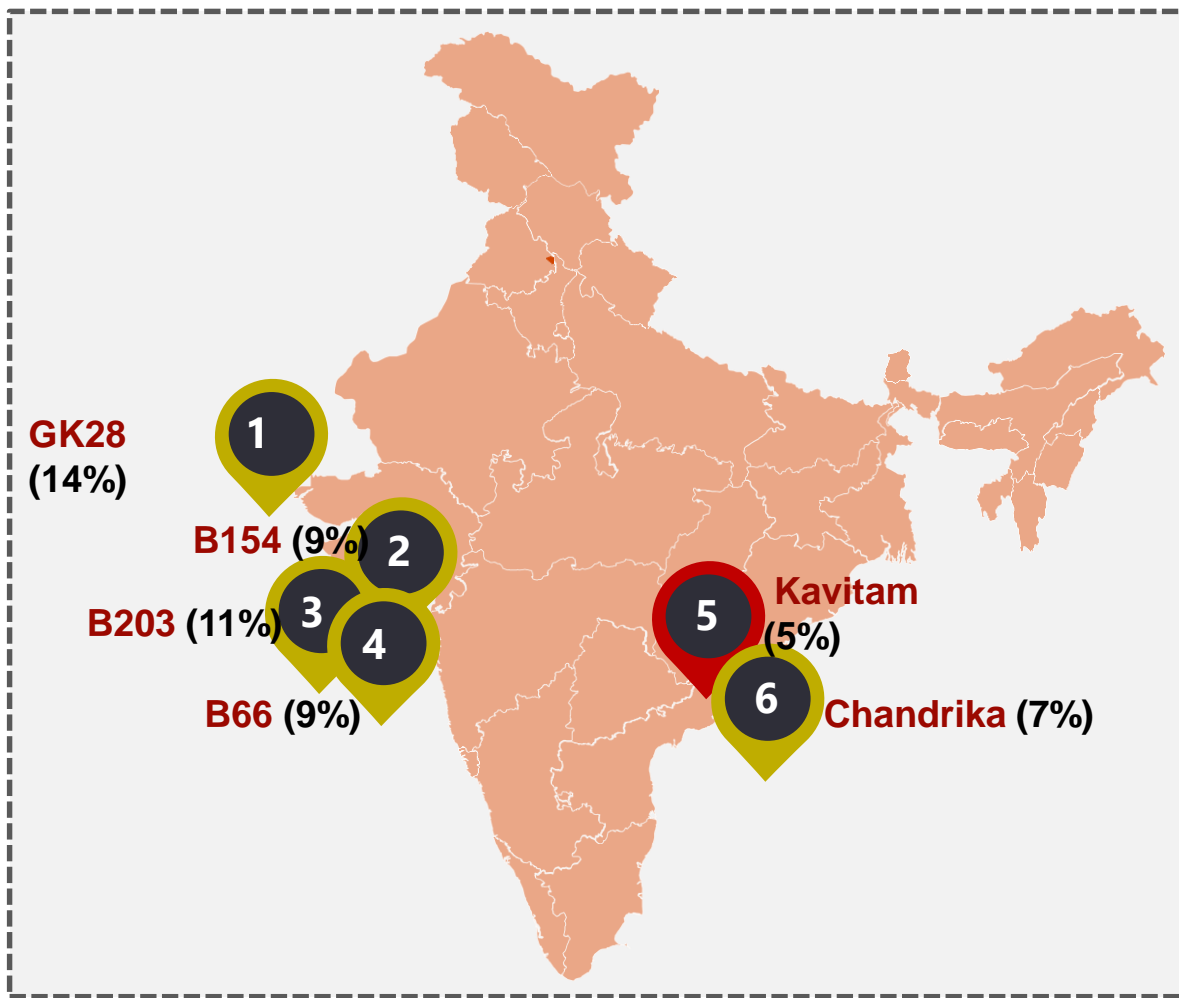 1
GK28
(14%)
B154 (9%)
2
3
B203 (11%)
4
B66 (9%)
5
Kavitam
(5%)
6
Chandrika (7%)